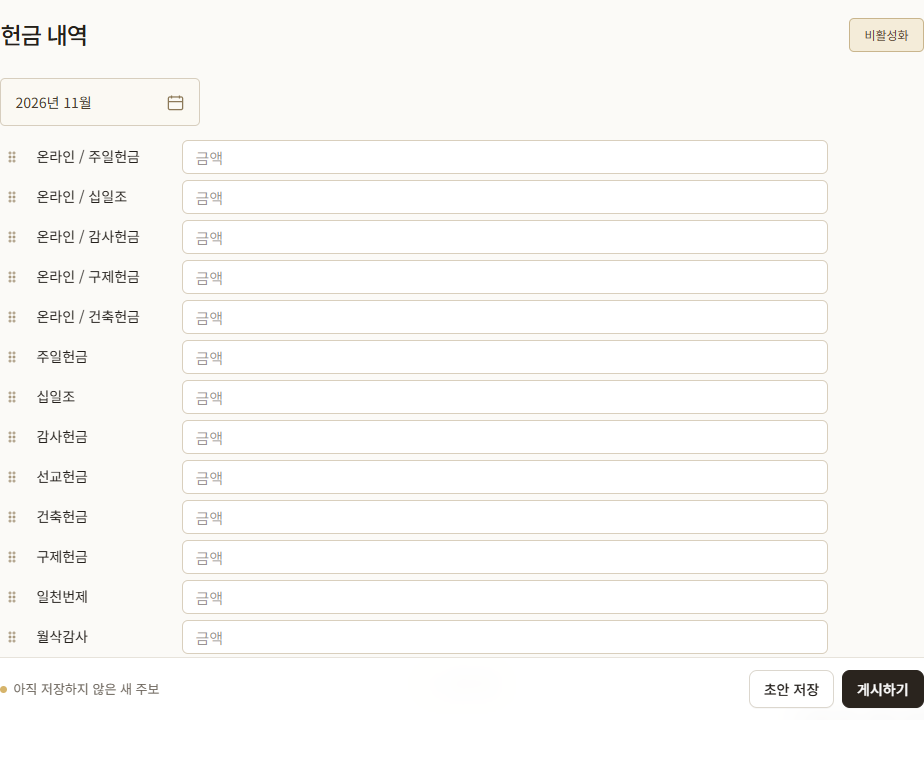 헌금 내역
비활성화
2026년 11월
온라인 / 주일헌금
금액
온라인 / 십일조
금액
온라인 / 감사헌금
금액
온라인 / 구제헌금
금액
온라인 / 건축헌금
금액
주일헌금
금액
십일조
금액
감사헌금
금액
선교헌금
금액
건축헌금
금액
구제헌금
금액
일천번제
금액
월삭감사
금액
아직 저장하지 않은 새 주보
초안 저장
게시하기